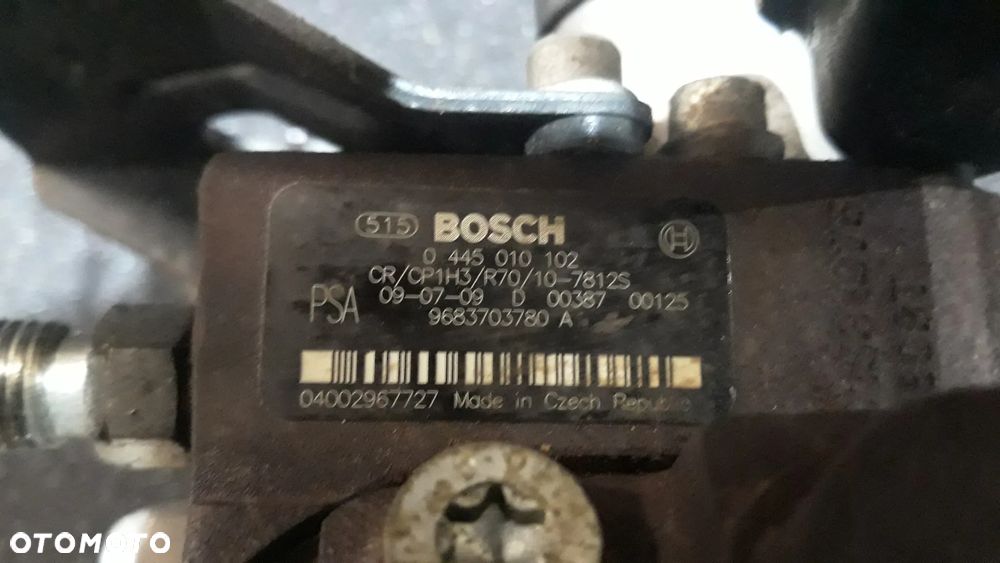 515 BOSCH
0 445 010 102
CR/CP1H3/R70/10-7812S
PSA 09-07-09 D 00387 00125
9683703780 A
04002967727 Made in Czech Republic
OTOMOTO